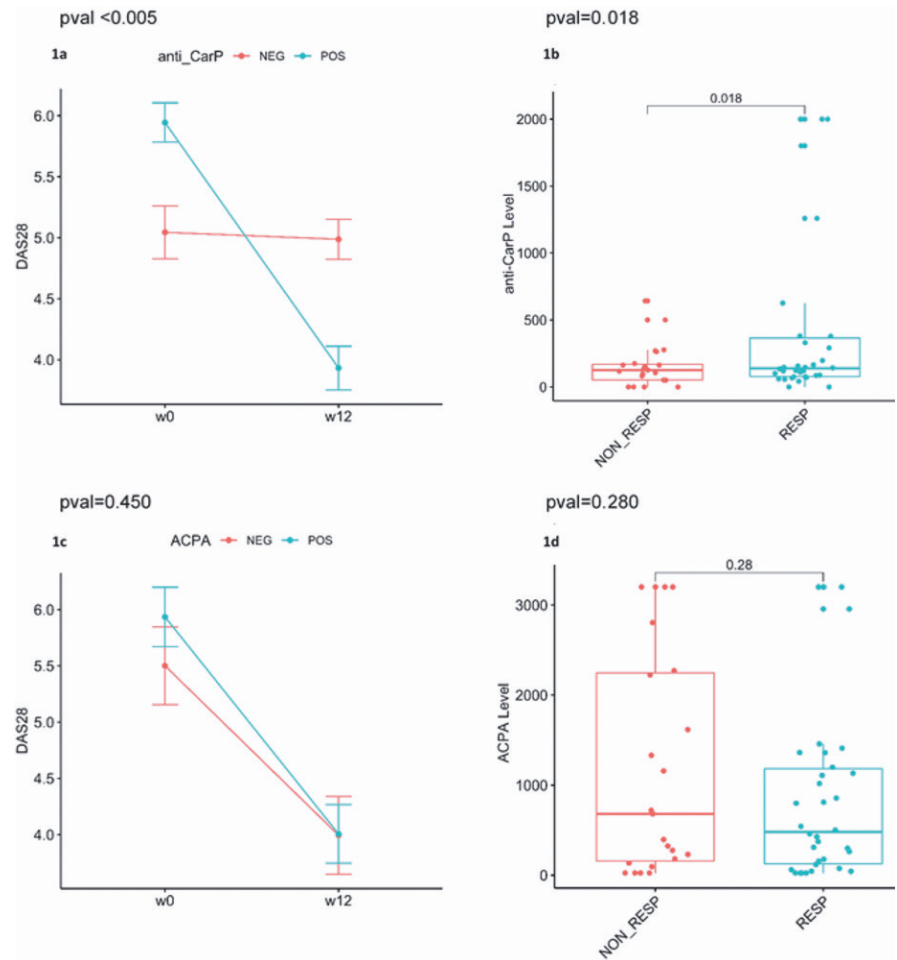 pval <0.005
1a
anti_CarP NEG POS
DAS28
6.0
5.5
5.0
4.5
4.0
w0 w12
pval=0.018
1b
0.018
anti-CarP Level
2000
1500
1000
500
0
NON_RESP RESP
pval=0.450
1c
ACPA NEG POS
DAS28
6.0
5.5
5.0
4.5
4.0
w0 w12
pval=0.280
1d
0.28
ACPA Level
3000
2000
1000
0
NON_RESP RESP